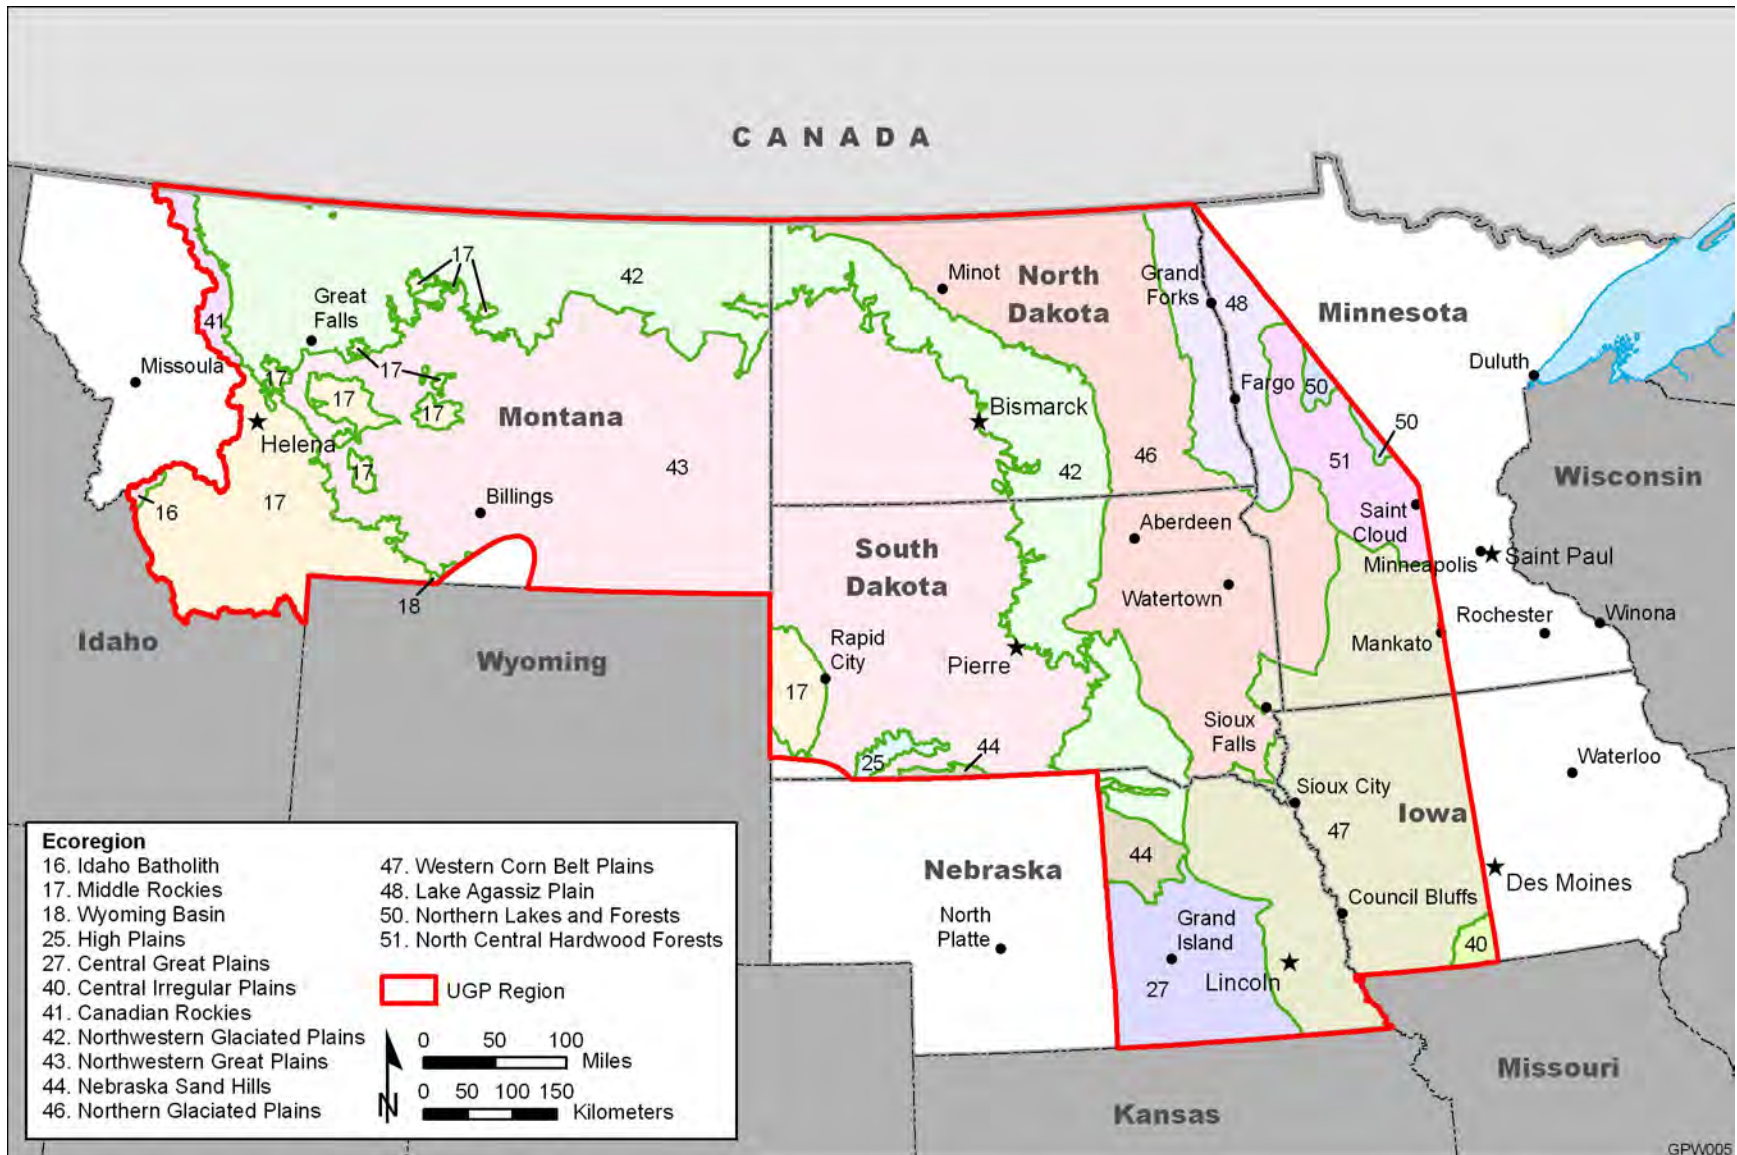 CANADA
17
42
Minot
North
Dakota
Grand
Forks
48
Minnesota
Great
Falls
41
Missoula
17
17
17
17
Duluth
Fargo
50
50
Helena
Montana
Bismarck
43
42
46
51
Wisconsin
17
17
16
Billings
Saint
Cloud
Aberdeen
South
Dakota
Minneapolis
Saint Paul
18
Watertown
Rochester
Winona
Idaho
Wyoming
Rapid
City
Pierre
Mankato
17
Sioux
Falls
25
44
Waterloo
Sioux City
Iowa
47
44
Nebraska
Des Moines
Council Bluffs
North
Platte
Grand
Island
40
Lincoln
27
Missouri
Kansas
Ecoregion
16. Idaho Batholith
17. Middle Rockies
18. Wyoming Basin
25. High Plains
27. Central Great Plains
40. Central Irregular Plains
41. Canadian Rockies
42. Northwestern Glaciated Plains
43. Northwestern Great Plains
44. Nebraska Sand Hills
46. Northern Glaciated Plains
47. Western Corn Belt Plains
48. Lake Agassiz Plain
50. Northern Lakes and Forests
51. North Central Hardwood Forests
UGP Region
0 50 100
Miles
0 50 100 150
Kilometers
N
GPW005